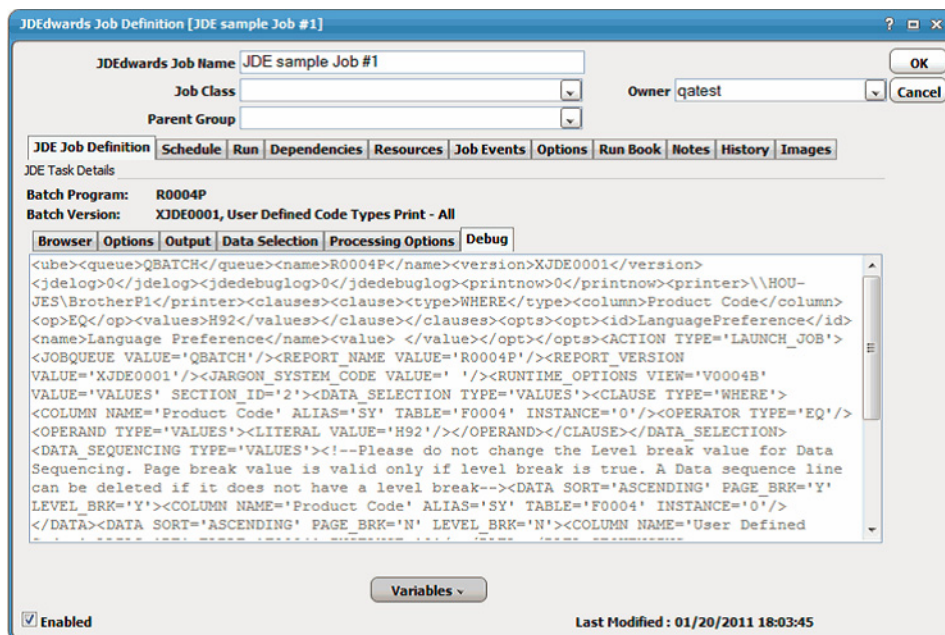 JDEdwards Job Definition [JDE sample Job #1]
?
JDEdwards Job Name JDE sample Job #1
OK
Job Class
Owner qatest
Cancel
Parent Group
JDE Job Definition Schedule Run Dependencies Resources Job Events Options Run Book Notes History Images
JDE Task Details
Batch Program: R0004P
Batch Version: XJDE0001, User Defined Code Types Print - All
Browser Options Output Data Selection Processing Options Debug
<ube><queue>QBATCH</queue><name>R0004P</name><version>XJDE0001</version>
<jdelog>0</jdelog><jdedebuglog>0</jdedebuglog><printnow>0</printnow><printer>\\HOU-
JES\BrotherP1</printer><clauses><clause><type>WHERE</type><column>Product Code</column>
<op>EQ</op><values>H92</values></clause></clauses><opts><opt><id>LanguagePreference</id>
<name>Language Preference</name><value> </value></opt></opts><ACTION TYPE='LAUNCH_JOB'>
<JOBQUEUE VALUE='QBATCH'/><REPORT_NAME VALUE='R0004P'/><REPORT_VERSION
VALUE='XJDE0001'/><JARGON_SYSTEM_CODE VALUE=' '/><RUNTIME_OPTIONS VIEW='V0004B'
VALUE='VALUES' SECTION_ID='2'><DATA_SELECTION TYPE='VALUES'><CLAUSE TYPE='WHERE'>
<COLUMN NAME='Product Code' ALIAS='SY' TABLE='F0004' INSTANCE='0'/><OPERATOR TYPE='EQ'/>
<OPERAND TYPE='VALUES'><LITERAL VALUE='H92'/></OPERAND></CLAUSE></DATA_SELECTION>
<DATA_SEQUENCING TYPE='VALUES'><!--Please do not change the Level break value for Data
Sequencing. Page break value is valid only if level break is true. A Data sequence line
can be deleted if it does not have a level break--><DATA SORT='ASCENDING' PAGE_BRK='Y'
LEVEL_BRK='Y'><COLUMN NAME='Product Code' ALIAS='SY' TABLE='F0004' INSTANCE='0'/>
</DATA><DATA SORT='ASCENDING' PAGE_BRK='N' LEVEL_BRK='N'><COLUMN NAME='User Defined
Variables
Enabled
Last Modified : 01/20/2011 18:03:45